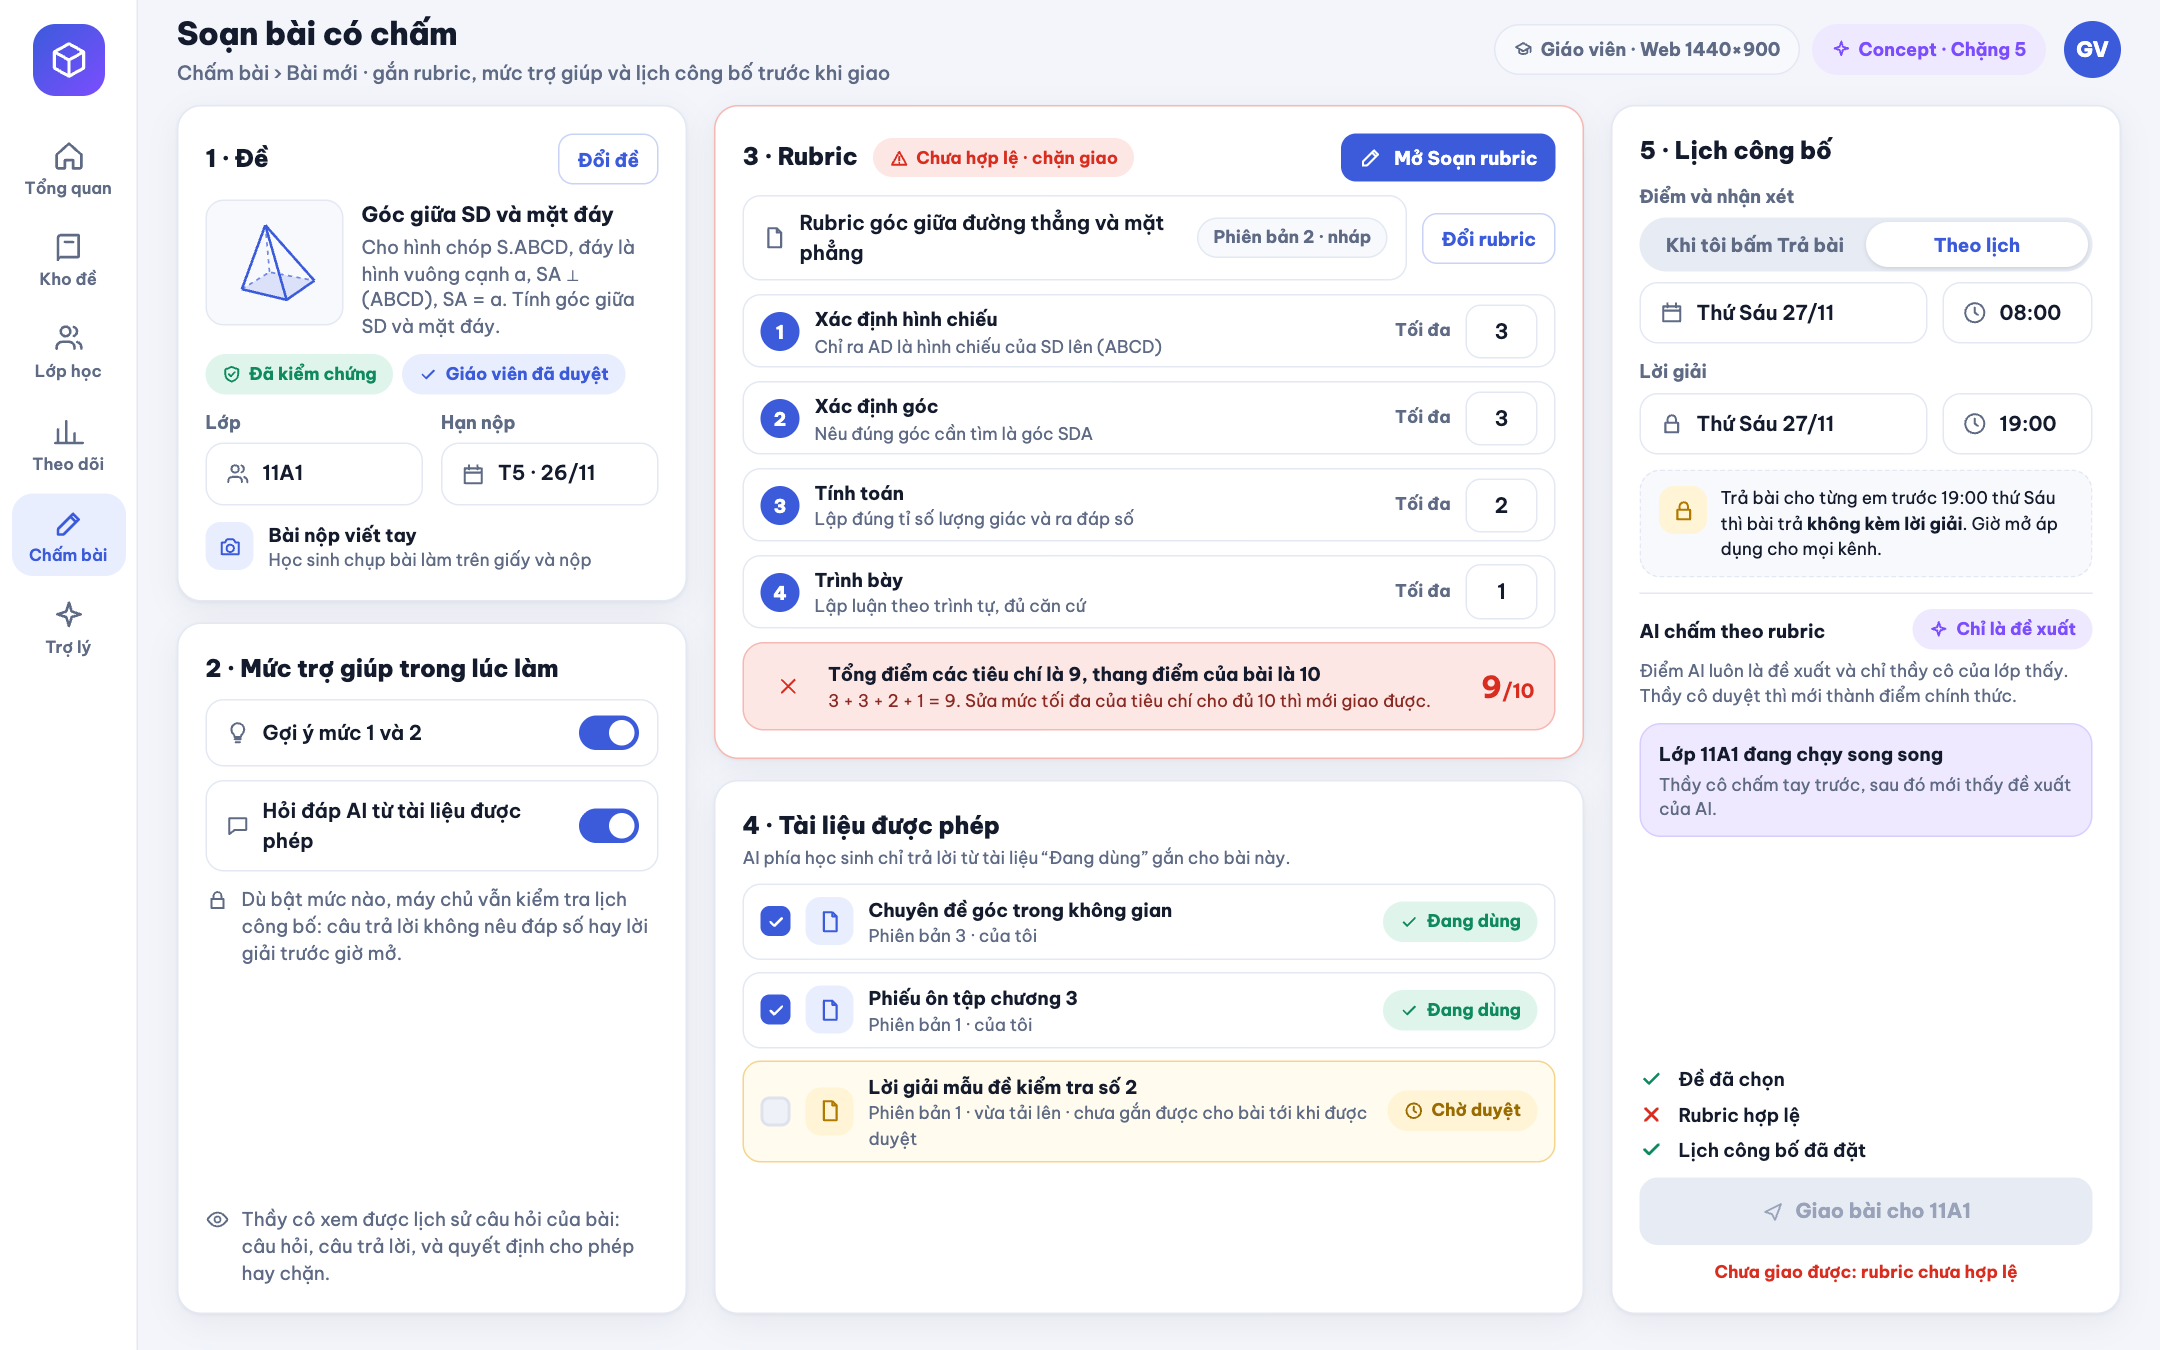 Soạn bài có chấm
Chấm bài › Bài mới · gắn rubric, mức trợ giúp và lịch công bố trước khi giao
Giáo viên · Web 1440×900
Concept · Chặng 5
GV
Tổng quan
Kho đề
Lớp học
Theo dõi
Chấm bài
Trợ lý
1 · Đề
Đổi đề
Góc giữa SD và mặt đáy
Cho hình chóp S.ABCD, đáy là
hình vuông cạnh a, SA ⊥
(ABCD), SA = a. Tính góc giữa
SD và mặt đáy.
Đã kiểm chứng
Giáo viên đã duyệt
Lớp
Hạn nộp
11A1
T5 · 26/11
Bài nộp viết tay
Học sinh chụp bài làm trên giấy và nộp
2 · Mức trợ giúp trong lúc làm
Gợi ý mức 1 và 2
Hỏi đáp AI từ tài liệu được
phép
Dù bật mức nào, máy chủ vẫn kiểm tra lịch
công bố: câu trả lời không nêu đáp số hay lời
giải trước giờ mở.
Thầy cô xem được lịch sử câu hỏi của bài:
câu hỏi, câu trả lời, và quyết định cho phép
hay chặn.
3 · Rubric
Chưa hợp lệ · chặn giao
Mở Soạn rubric
Rubric góc giữa đường thẳng và mặt
phẳng
Phiên bản 2 · nháp
Đổi rubric
1
Xác định hình chiếu
Chỉ ra AD là hình chiếu của SD lên (ABCD)
Tối đa
3
2
Xác định góc
Nêu đúng góc cần tìm là góc SDA
Tối đa
3
3
Tính toán
Lập đúng tỉ số lượng giác và ra đáp số
Tối đa
2
4
Trình bày
Lập luận theo trình tự, đủ căn cứ
Tối đa
1
Tổng điểm các tiêu chí là 9, thang điểm của bài là 10
3 + 3 + 2 + 1 = 9. Sửa mức tối đa của tiêu chí cho đủ 10 thì mới giao được.
9/10
4 · Tài liệu được phép
AI phía học sinh chỉ trả lời từ tài liệu “Đang dùng” gắn cho bài này.
Chuyên đề góc trong không gian
Phiên bản 3 · của tôi
Đang dùng
Phiếu ôn tập chương 3
Phiên bản 1 · của tôi
Đang dùng
Lời giải mẫu đề kiểm tra số 2
Phiên bản 1 · vừa tải lên · chưa gắn được cho bài tới khi được
duyệt
Chờ duyệt
5 · Lịch công bố
Điểm và nhận xét
Khi tôi bấm Trả bài
Theo lịch
Thứ Sáu 27/11
08:00
Lời giải
Thứ Sáu 27/11
19:00
Trả bài cho từng em trước 19:00 thứ Sáu
thì bài trả không kèm lời giải. Giờ mở áp
dụng cho mọi kênh.
AI chấm theo rubric
Chỉ là đề xuất
Điểm AI luôn là đề xuất và chỉ thầy cô của lớp thấy.
Thầy cô duyệt thì mới thành điểm chính thức.
Lớp 11A1 đang chạy song song
Thầy cô chấm tay trước, sau đó mới thấy đề xuất
của AI.
Đề đã chọn
Rubric hợp lệ
Lịch công bố đã đặt
Giao bài cho 11A1
Chưa giao được: rubric chưa hợp lệ